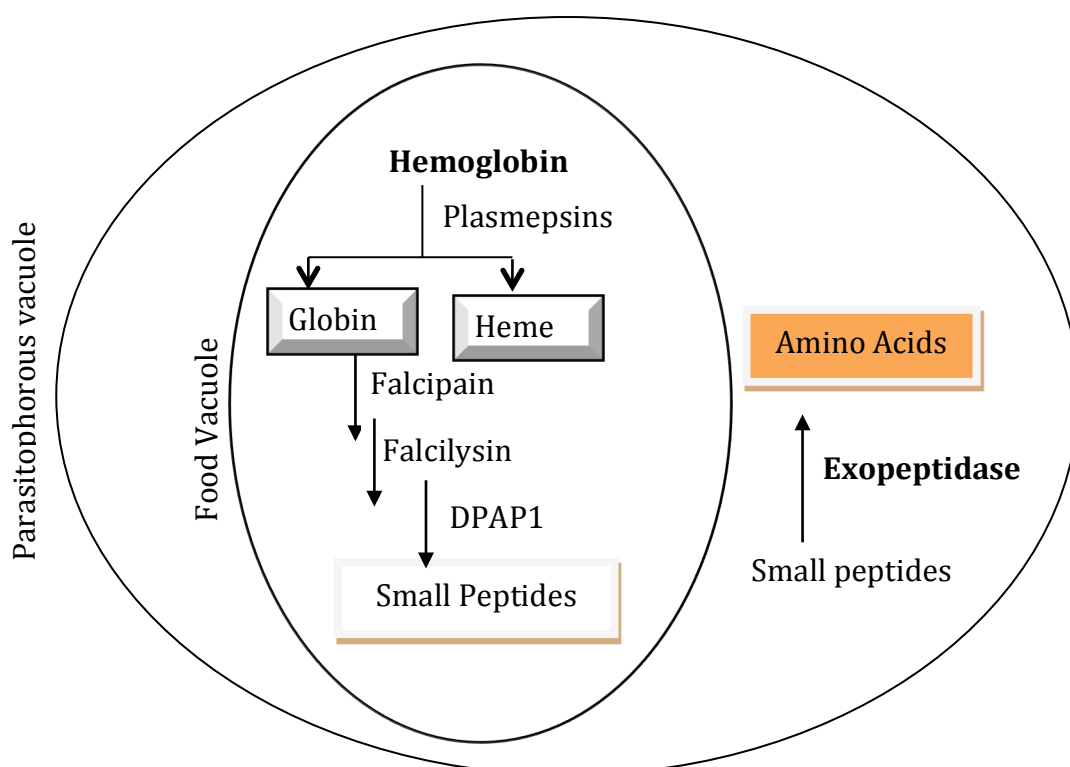 Parasitophorous vacuole
Food Vacuole
Hemoglobin
Plasmepsins
Globin
Heme
Falcipain
Falcilysin
DPAP1
Small Peptides
Amino Acids
Exopeptidase
Small peptides